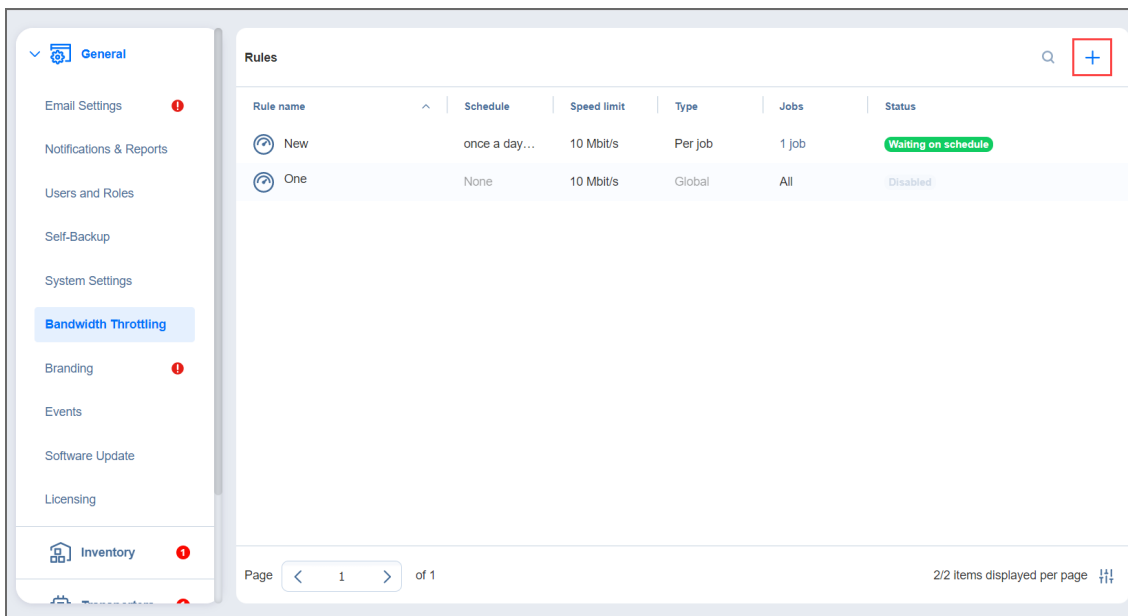 General
Email Settings
Notifications & Reports
Users and Roles
Self-Backup
System Settings
Bandwidth Throttling
Branding
Events
Software Update
Licensing
Inventory 1
Rules
Rule name Schedule Speed limit Type Jobs Status
New once a day... 10 Mbit/s Per job 1 job Waiting on schedule
One None 10 Mbit/s Global All Disabled
Page 1 of 1
2/2 items displayed per page